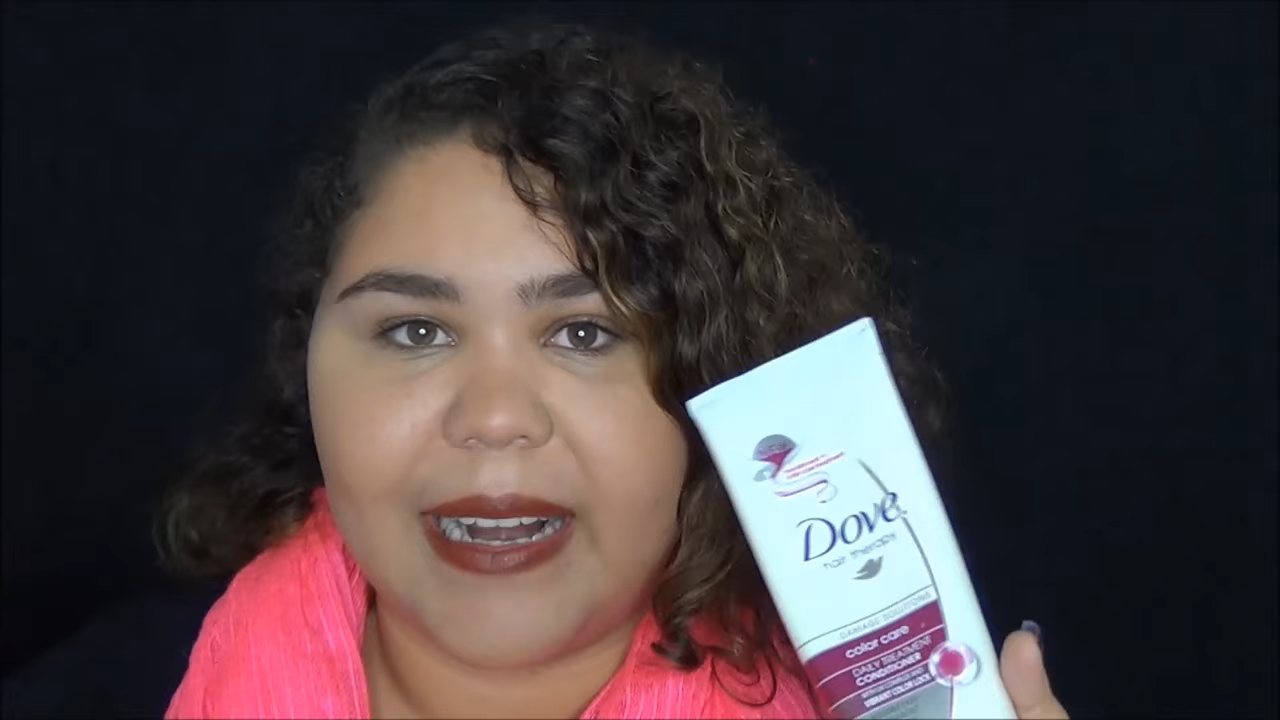 Dove
hair therapy
DAMAGE SOLUTIONS
color care
DAILY TREATMENT
CONDITIONER
VIBRANT COLOR LOCK